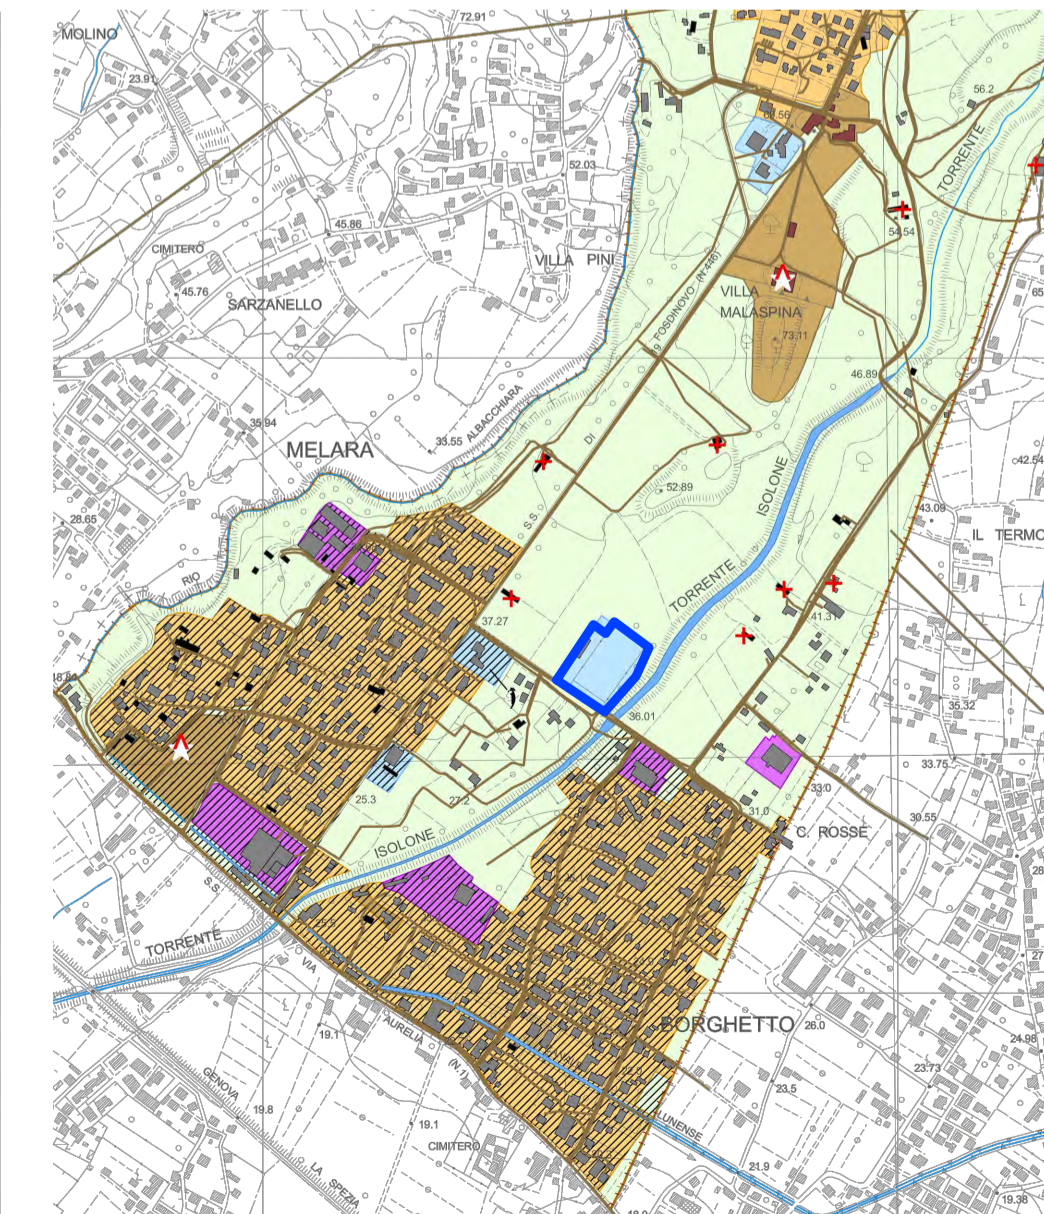 72.91
MOLINO
23.91
56.2
TORRENTE
52.03
45.86
54.54
CIMITERO
VILLA PINI
45.76
SARZANELLO
VILLA
MALASPINA
FOSDINOVO (N.446)
73.11
46.89
DI
35.94
ALBACCHIARA
33.55
MELARA
42.54
ISOLONE
52.89
S.S.
43.09
28.65
IL TERMO
RIO
TORRENTE
41.31
37.27
36.01
35.32
33.75
33.0
25.3
27.2
31.0
30.55
C. ROSSE
ISOLONE
S.S.
TORRENTE
VIA
BORGHETTO
26.0
19.1
AURELIA
24.98
(N.1)
23.73
GENOVA
23.5
19.8
19.1
LUNENSE
CIMITERO
21.9
LA
SPEZIA
19.38